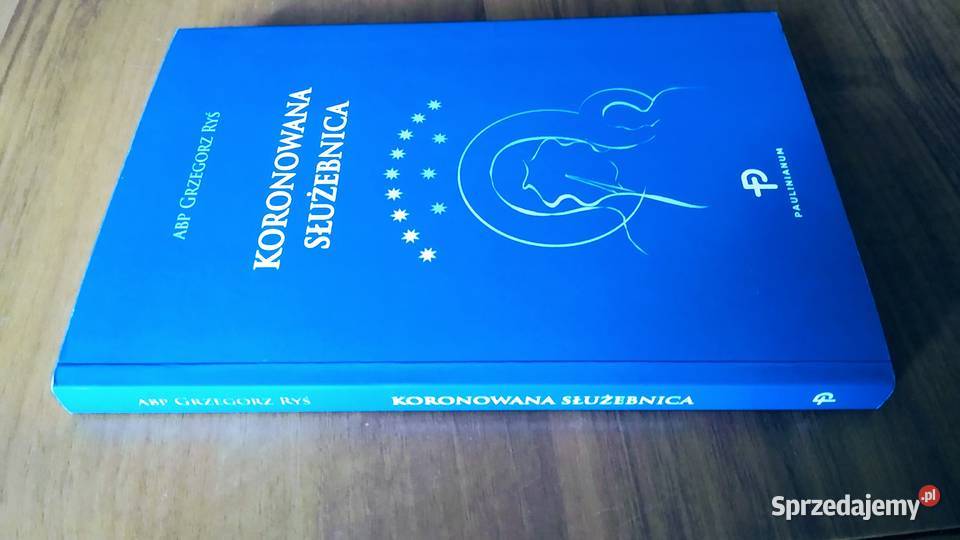 ABP GRZEGORZ RYŚ
KORONOWANA
SŁUŻEBNICA
PAULINIANUM
ABP GRZEGORZ RYŚ KORONOWANA SŁUŻEBNICA
Sprzedajemy.pl